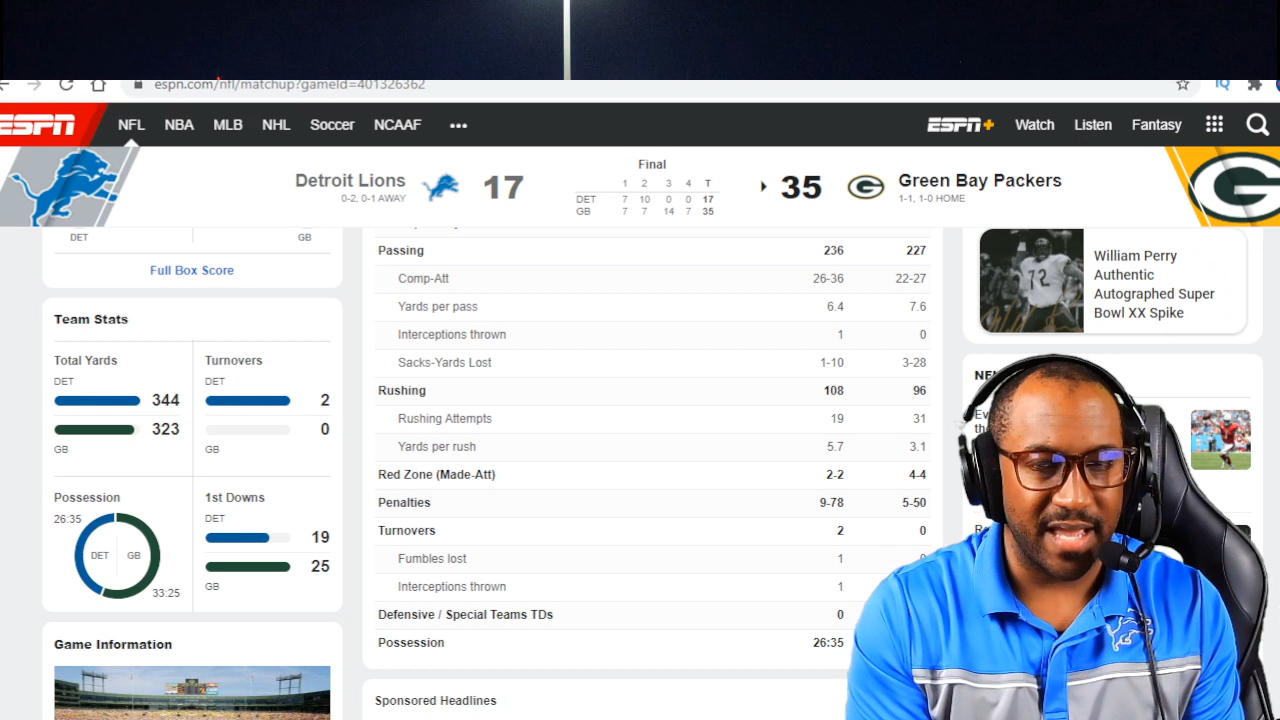 espn.com/nfl/matchup?gameId=401326362
IQ
ESPN NFL NBA MLB NHL Soccer NCAAF ••• ESPN+ Watch Listen Fantasy
Final
Detroit Lions 17 35 Green Bay Packers
0-2, 0-1 AWAY 1-1, 1-0 HOME
1 2 3 4 T
DET 7 10 0 0 17
GB 7 7 14 7 35
G
DET GB
Full Box Score
Team Stats
Total Yards
DET
344
323
GB
Turnovers
DET
2
0
GB
Possession
26:35
DET GB
33:25
1st Downs
DET
19
25
GB
Game Information
Passing 236 227
Comp-Att 26-36 22-27
Yards per pass 6.4 7.6
Interceptions thrown 1 0
Sacks-Yards Lost 1-10 3-28
Rushing 108 96
Rushing Attempts 19 31
Yards per rush 5.7 3.1
Red Zone (Made-Att) 2-2 4-4
Penalties 9-78 5-50
Turnovers 2 0
Fumbles lost 1
Interceptions thrown 1
Defensive / Special Teams TDs 0
Possession 26:35
Sponsored Headlines
72
William Perry
Authentic
Autographed Super
Bowl XX Spike